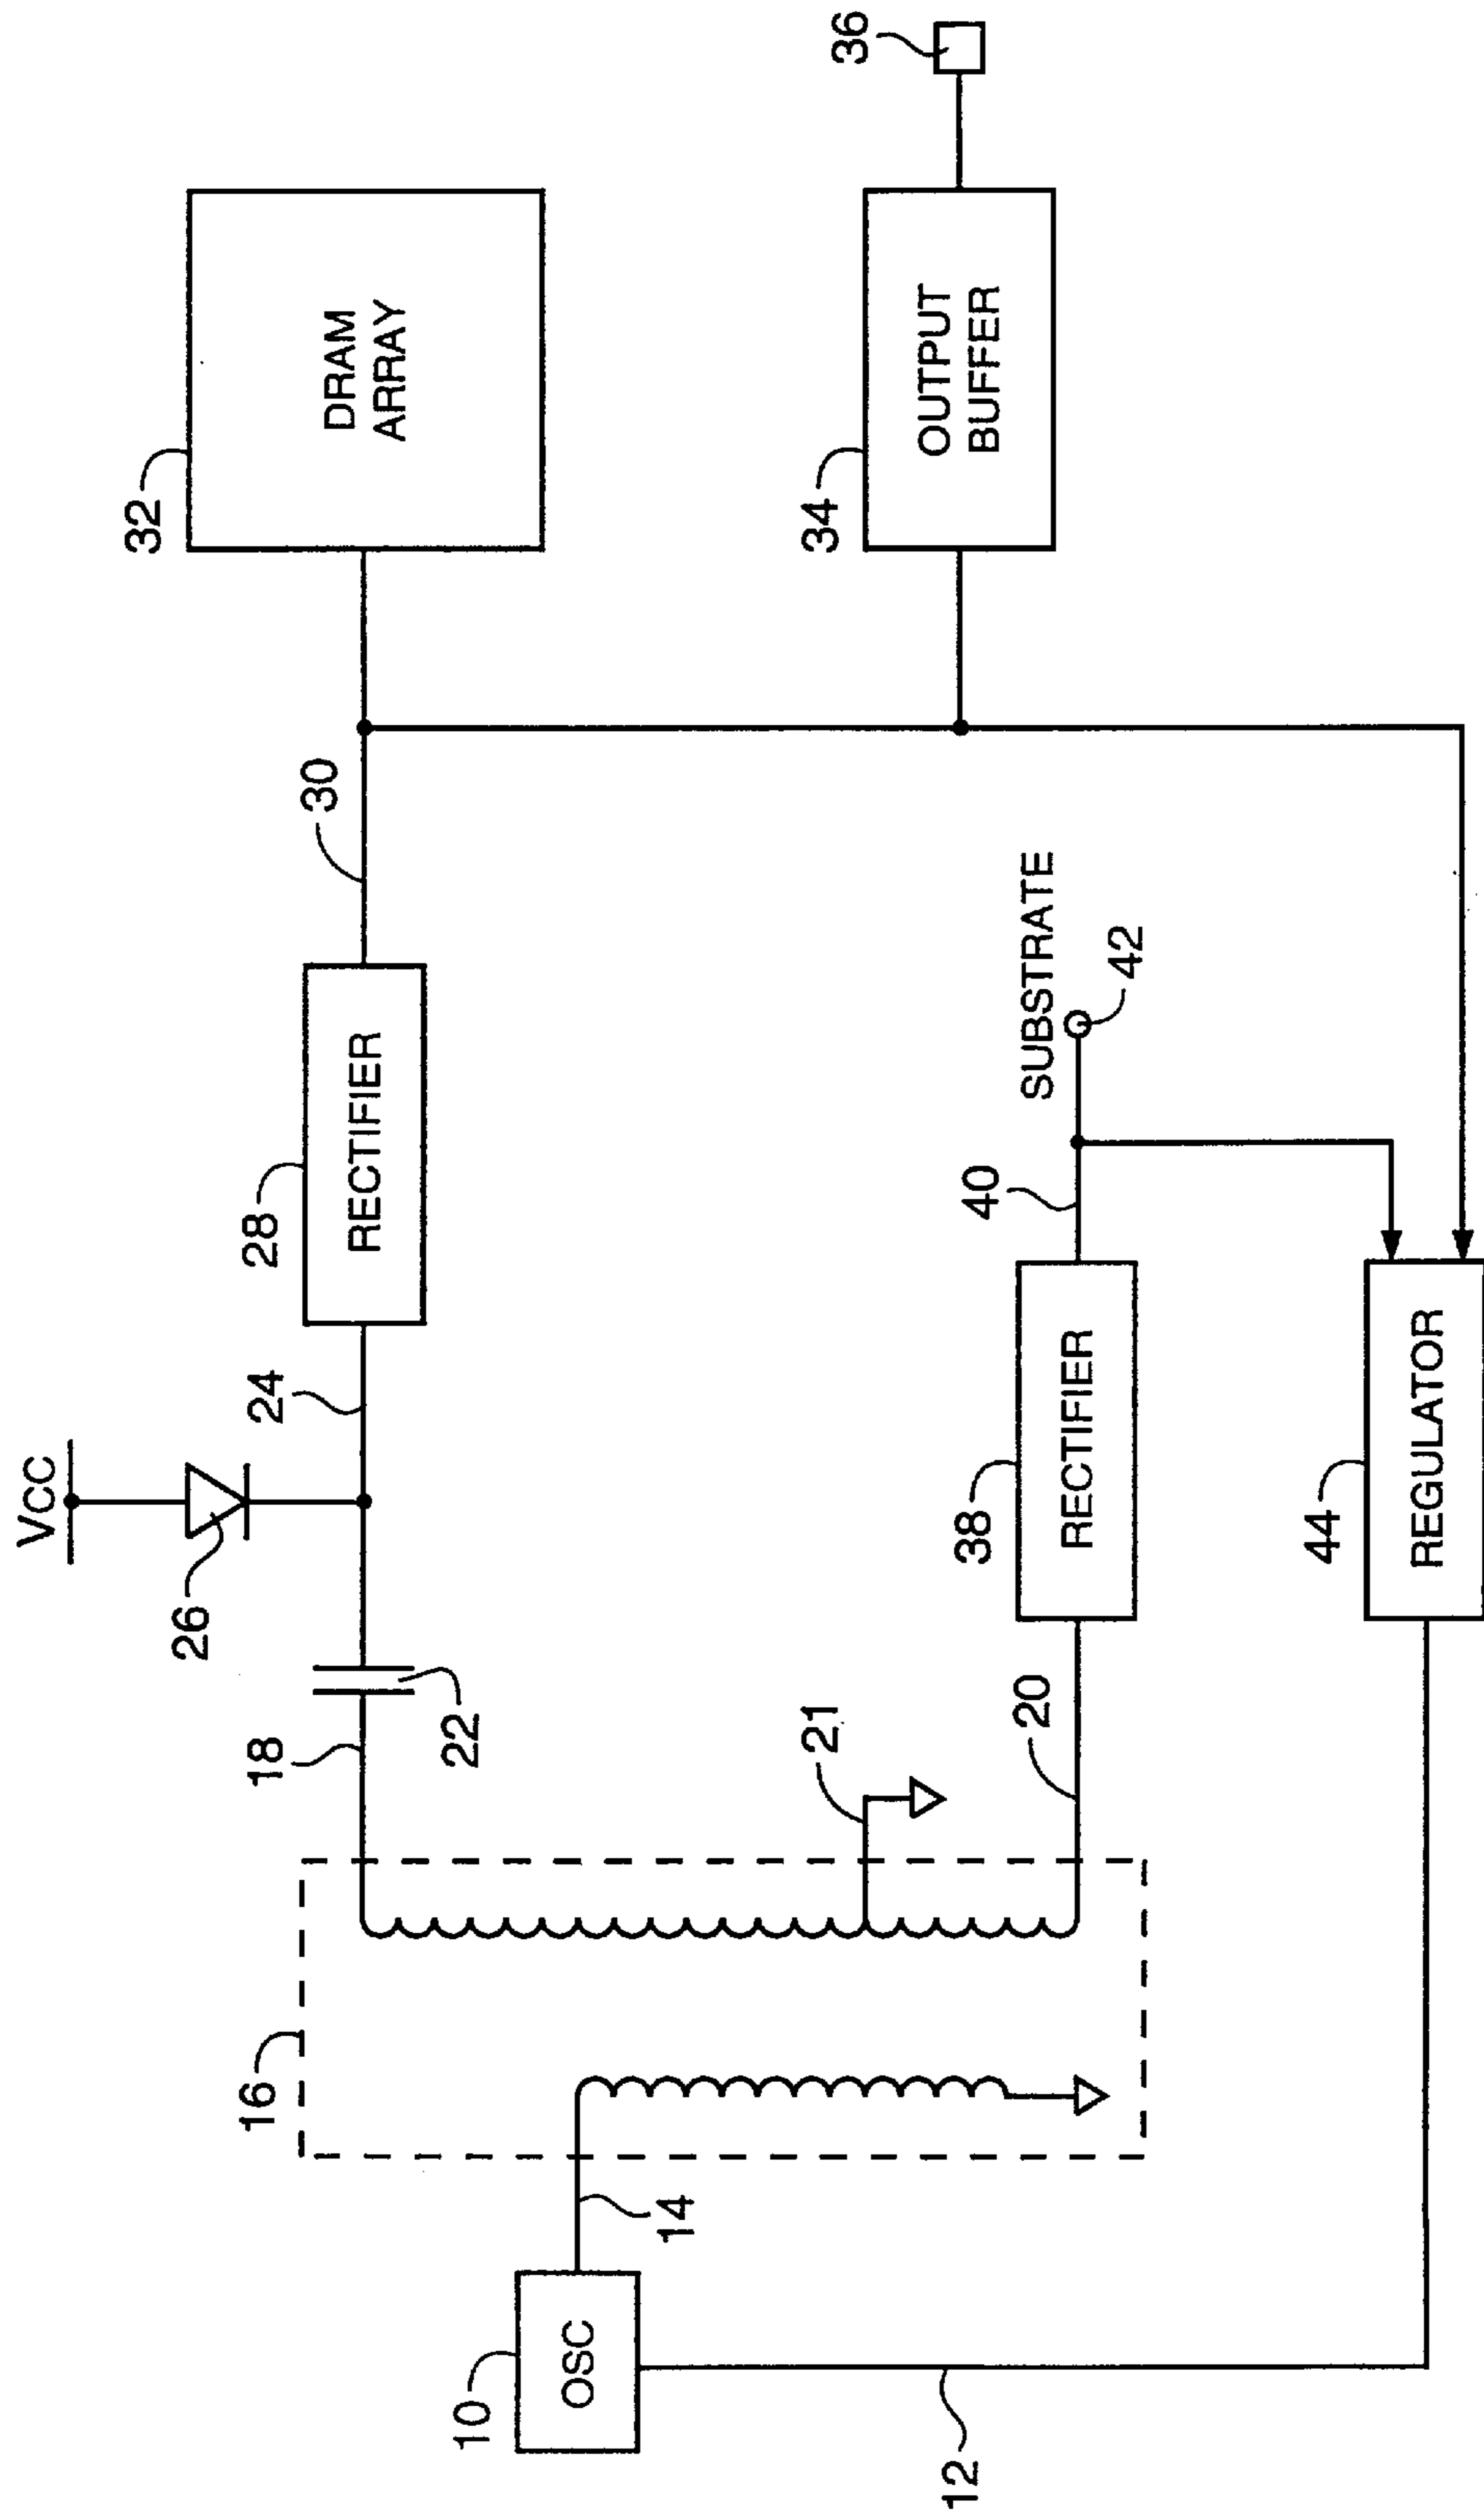 VCC
26
18
22
24
28
RECTIFIER
30
32
DRAM
ARRAY
16
21
34
OUTPUT
BUFFER
36
10
OSC
14
20
38
RECTIFIER
40
SUBSTRATE
42
12
44
REGULATOR